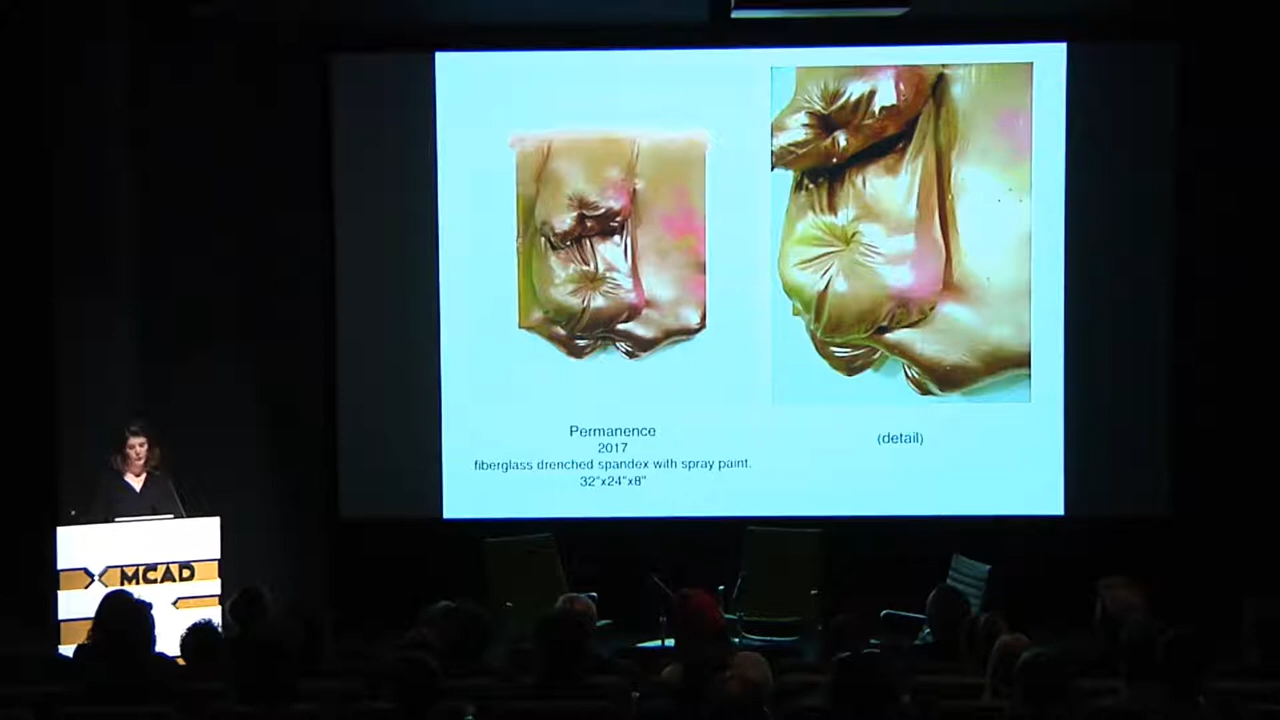 Permanence
2017
fiberglass drenched spandex with spray paint.
32"x24"x8"
(detail)
MCAD